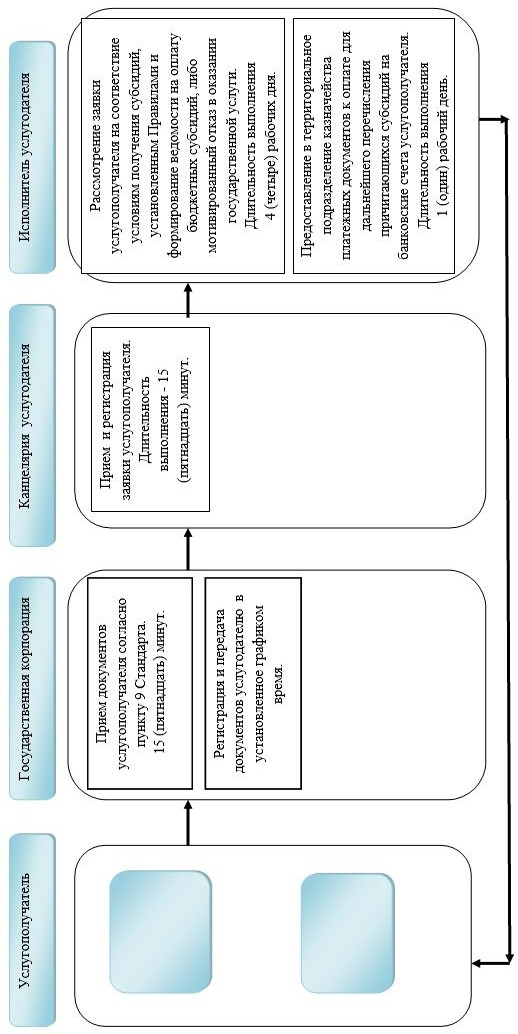 Услугополучатель
Государственная корпорация
Прием документов
услугополучателя согласно
пункту 9 Стандарта.
15 (пятнадцать) минут.
Регистрация и передача
документов услугодателю в
установленное графиком
время.
Канцелярия услугодателя
Прием и регистрация
заявки услугополучателя.
Длительность
выполнения - 15
(пятнадцать) минут.
Исполнитель услугодателя
Рассмотрение заявки
услугополучателя на соответствие
условиям получения субсидий,
установленным Правилами и
формирование ведомости на оплату
бюджетных субсидий, либо
мотивированный отказ в оказании
государственной услуги.
Длительность выполнения
4 (четыре) рабочих дня.
Предоставление в территориальное
подразделение казначейства
платежных документов к оплате для
дальнейшего перечисления
причитающихся субсидий на
банковские счета услугополучателя.
Длительность выполнения
1 (один) рабочий день.